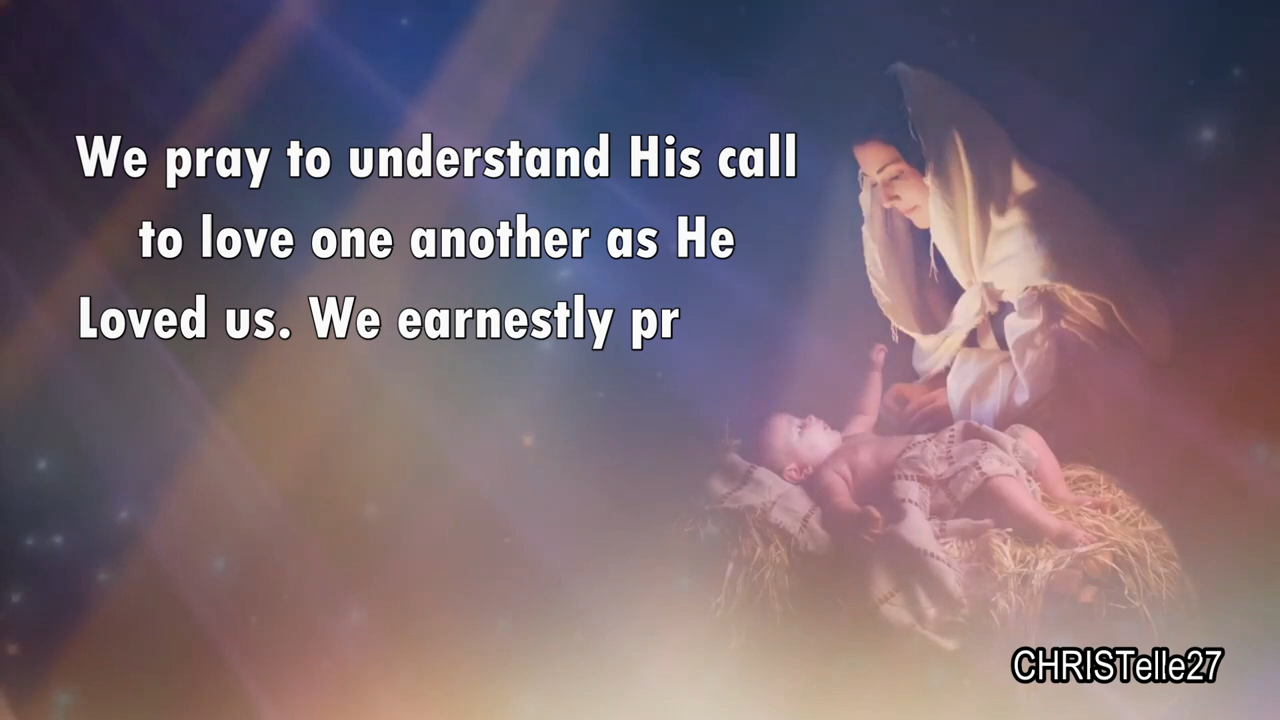 We pray to understand His call
to love one another as He
Loved us. We earnestly pr
CHRISTelle27